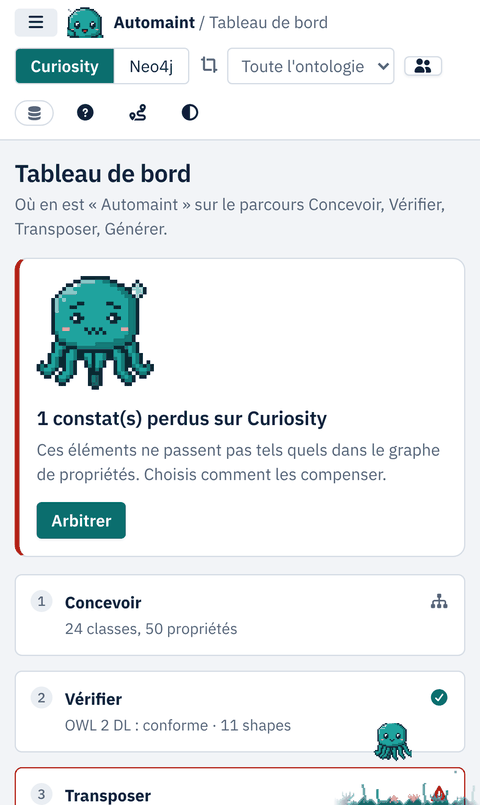 Automaint / Tableau de bord
Curiosity Neo4j Toute l'ontologie
?
Tableau de bord
Où en est « Automaint » sur le parcours Concevoir, Vérifier,
Transposer, Générer.
1 constat(s) perdus sur Curiosity
Ces éléments ne passent pas tels quels dans le graphe
de propriétés. Choisis comment les compenser.
Arbitrer
1 Concevoir
24 classes, 50 propriétés
2 Vérifier
OWL 2 DL : conforme · 11 shapes
3 Transposer